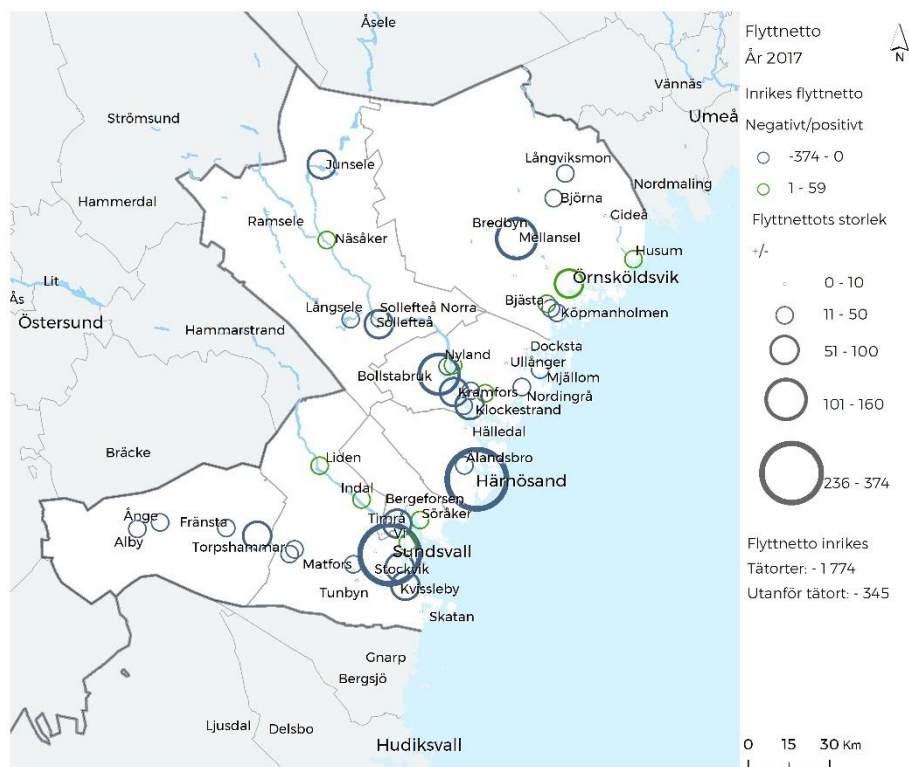 Åsele
Flyttnetto
År 2017
N
Inrikes flyttnetto
Negativt/positivt
-374 - 0
1 - 59
Flyttnettots storlek
+/-
0 - 10
11 - 50
51 - 100
101 - 160
236 - 374
Flyttnetto inrikes
Tätorter: - 1 774
Utanför tätort: - 345
0 15 30 Km
Vännäs
Umeå
Strömsund
Junsele
Långviksmon
Nordmaling
Björna
Hammerdal
Gideå
Ramsele
Bredbyn
Mellansel
Näsåker
Husum
Lit
Örnsköldsvik
Ås
Bjästa
Långsele
Sollefteå Norra
Köpmanholmen
Östersund
Sollefteå
Hammarstrand
Docksta
Nyland
Ullånger
Bollstabruk
Mjällom
Kramfors
Nordingrå
Klockestrand
Hälledal
Bräcke
Liden
Älandsbro
Härnösand
Indal
Bergeforsen
Söråker
Ånge
Fränsta
Timrå
Vi
Alby
Torpshammar
Sundsvall
Matfors
Stockvik
Tunbyn
Kvissleby
Skatan
Gnarp
Bergsjö
Ljusdal
Delsbo
Hudiksvall